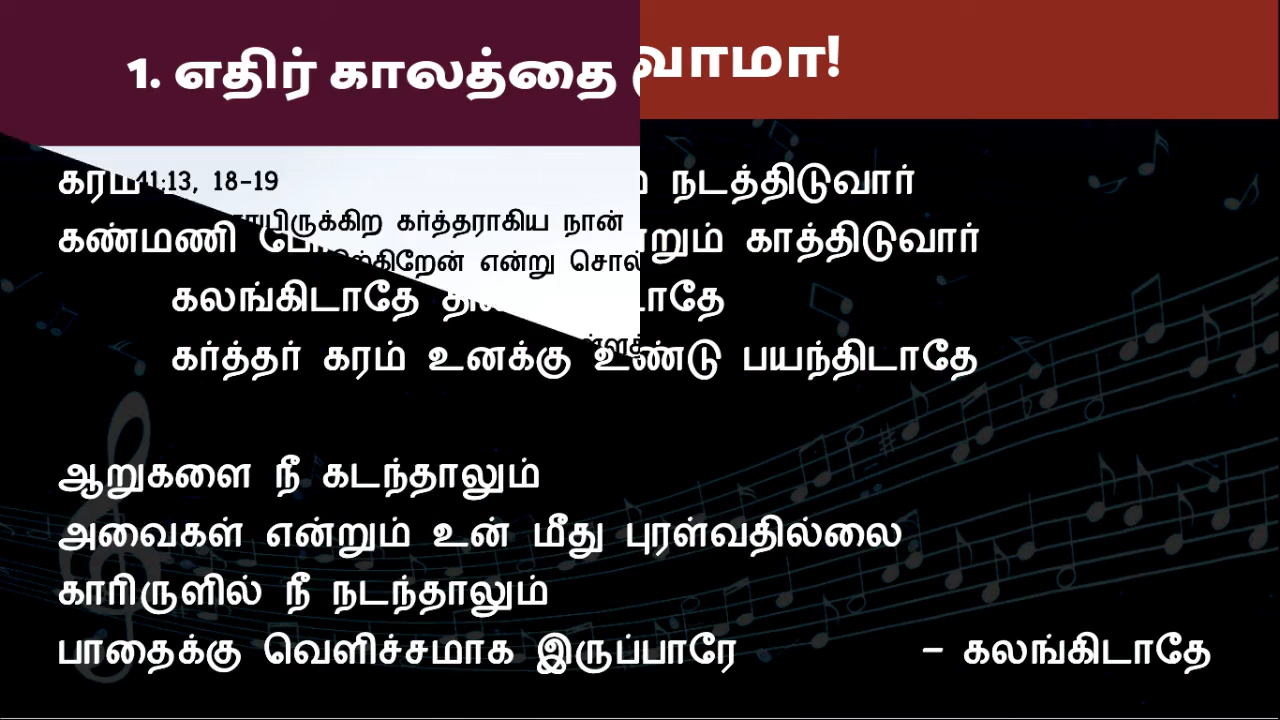 1. எதிர் காலத்தை வாமா!
41:13, 18-19
நடத்திடுவார்
கர்த்தராகிய நான்
கண்மணி காத்திடுவார்
என்று
கலங்கிடாதே
கர்த்தர் கரம் உனக்கு உண்டு பயந்திடாதே
ஆறுகளை நீ கடந்தாலும்
அவைகள் என்றும் உன் மீது புரள்வதில்லை
காரிருளில் நீ நடந்தாலும்
பாதைக்கு வெளிச்சமாக இருப்பாரே - கலங்கிடாதே